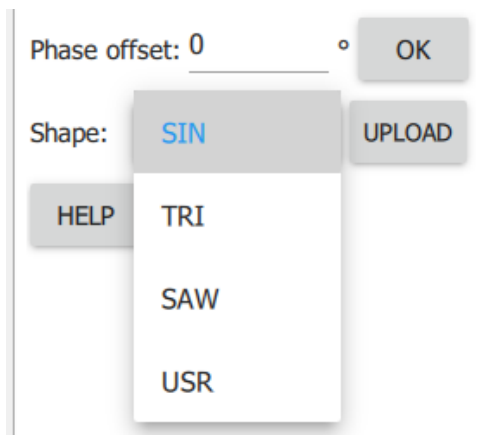 Phase offset: 0 ° OK
Shape: SIN UPLOAD
HELP TRI
SAW
USR